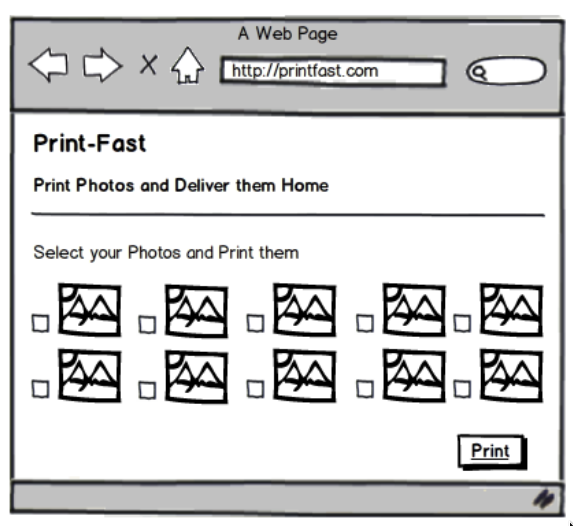 A Web Page
http://printfast.com
Print-Fast
Print Photos and Deliver them Home
Select your Photos and Print them
Print